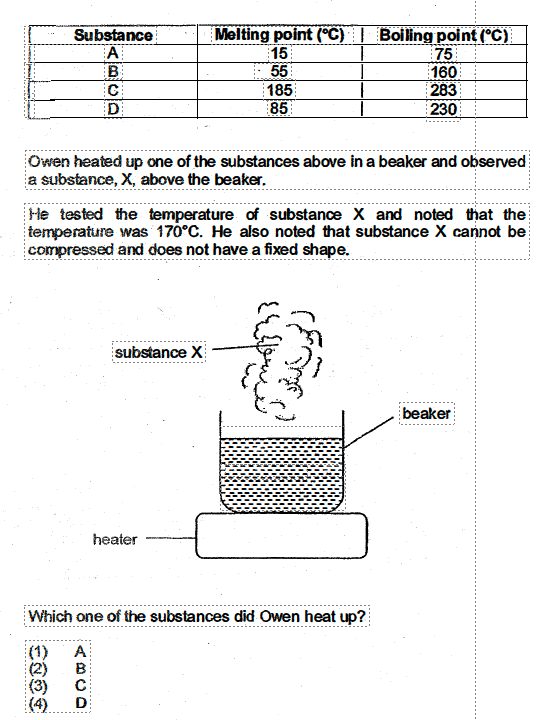 Substance Melting point (°C) Boiling point (°C)
A 15 75
B 55 160
C 185 283
D 85 230
Owen heated up one of the substances above in a beaker and observed
a substance, X, above the beaker.
He tested the temperature of substance X and noted that the
temperature was 170°C. He also noted that substance X cannot be
compressed and does not have a fixed shape.
substance X
beaker
heater
Which one of the substances did Owen heat up?
(1) A
(2) B
(3) C
(4) D